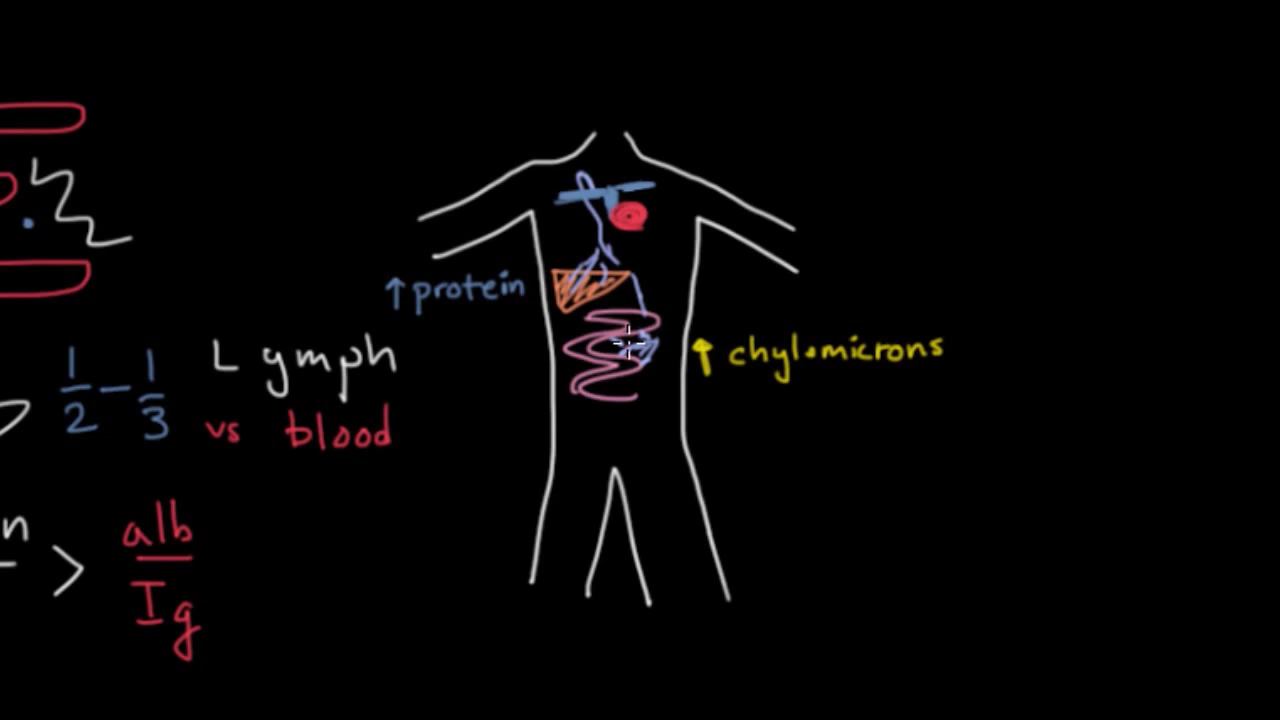 ↑ protein
1/2 - 1/3 Lymph
vs blood
↑ chylomicrons
n > alb/Ig